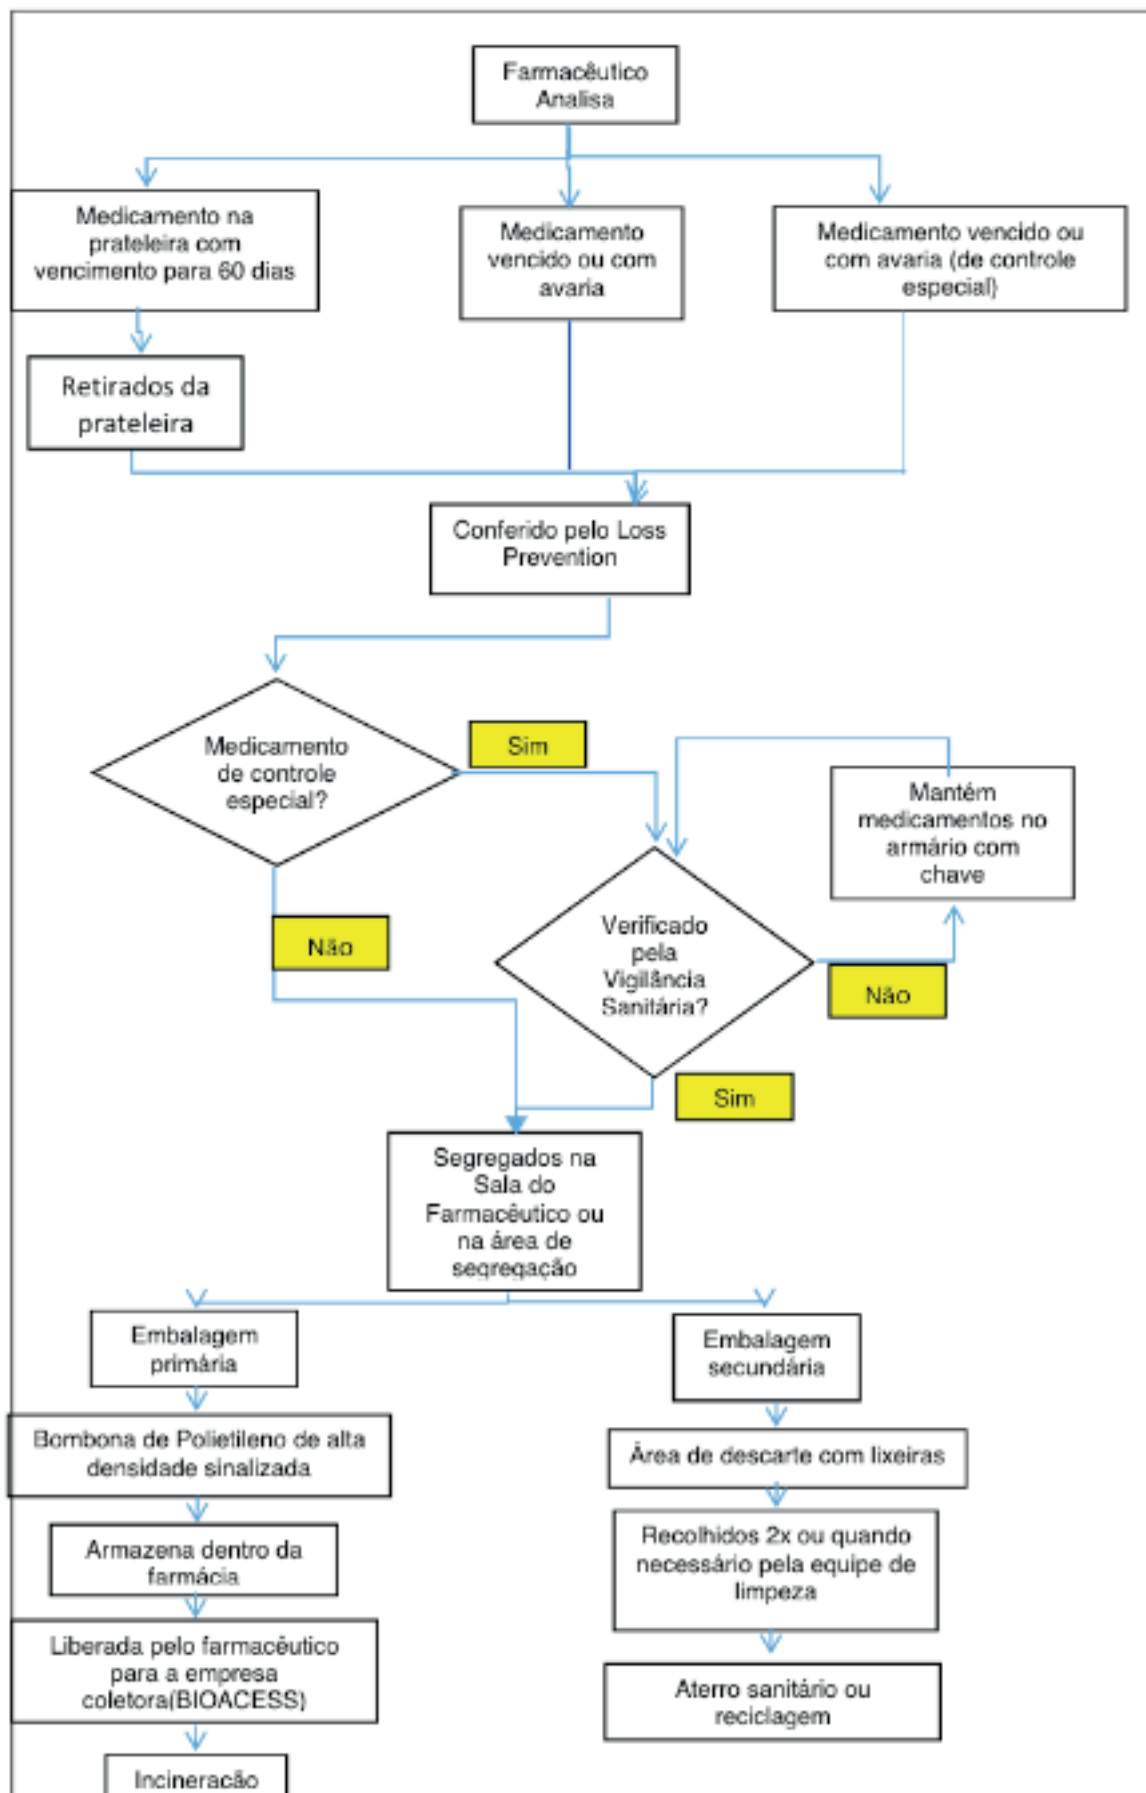 Farmacêutico
Analisa
Medicamento na
prateleira com
vencimento para 60 dias
Medicamento
vencido ou com
avaria
Medicamento vencido ou
com avaria (de controle
especial)
Retirados da
prateleira
Conferido pelo Loss
Prevention
Medicamento
de controle
especial?
Sim
Mantém
medicamentos no
armário com
chave
Não
Verificado
pela
Vigilância
Sanitária?
Não
Sim
Segregados na
Sala do
Farmacêutico ou
na área de
segregação
Embalagem
primária
Embalagem
secundária
Bombona de Polietileno de alta
densidade sinalizada
Área de descarte com lixeiras
Armazena dentro da
farmácia
Recolhidos 2x ou quando
necessário pela equipe de
limpeza
Liberada pelo farmacêutico
para a empresa
coletora(BIOACESS)
Aterro sanitário ou
reciclagem
Incineração